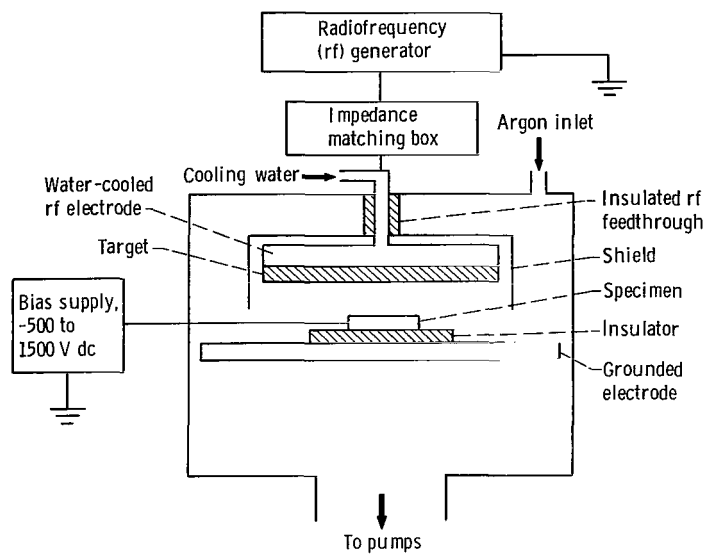 Radiofrequency
(rf) generator
Impedance
matching box
Argon inlet
Cooling water
Water-cooled
rf electrode
Insulated rf
feedthrough
Target
Shield
Bias supply,
-500 to
1500 V dc
Specimen
Insulator
Grounded
electrode
To pumps